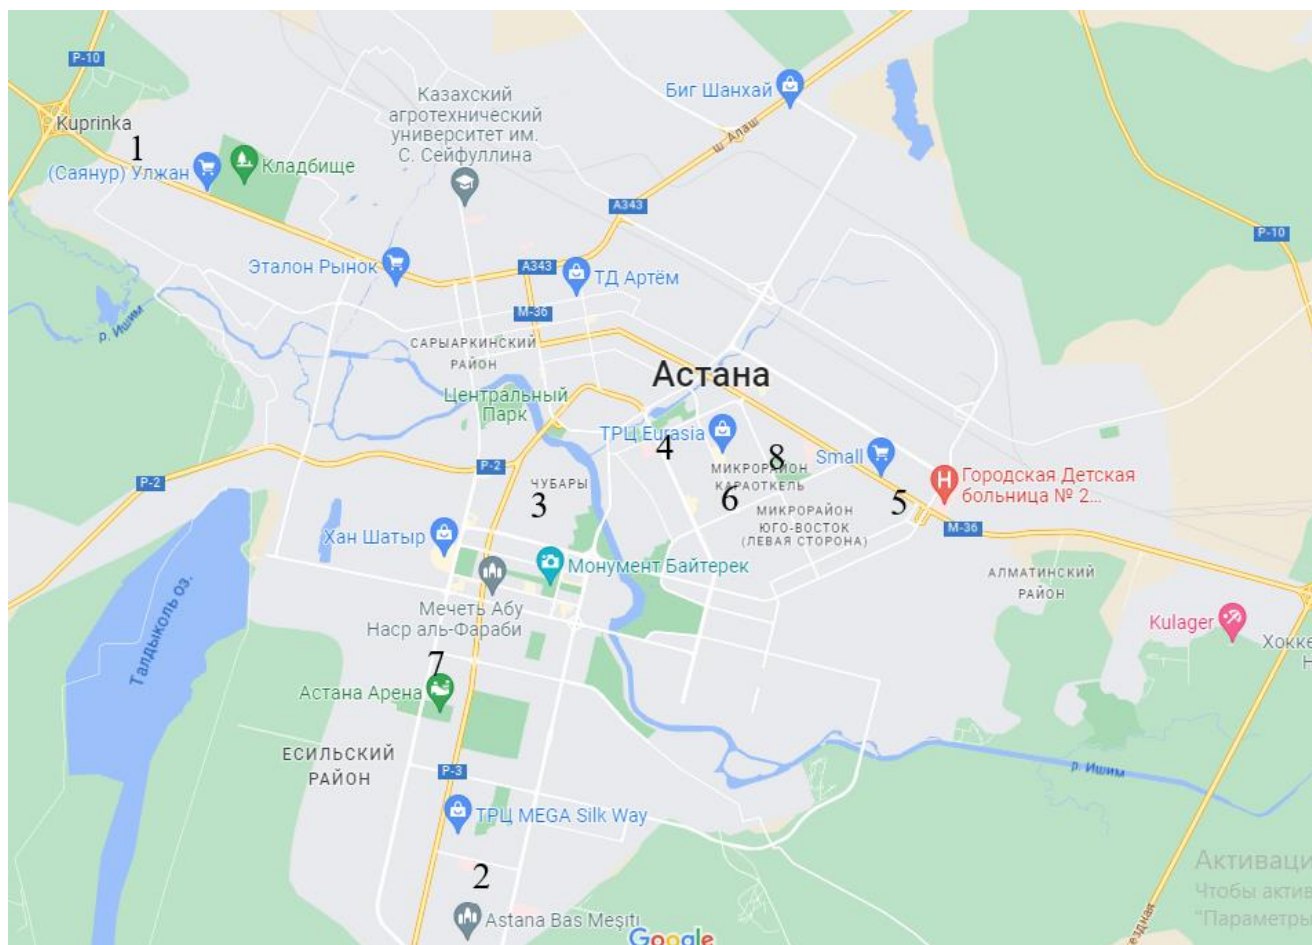 P-10
Биг Шанхай
Казахский
агротехнический
университет им.
С. Сейфуллина
ш Алаш
Kuprinka
1
(Саянур) Улжан
Кладбище
A343
P-10
Эталон Рынок
A343
ТД Артём
р. Ишим
M-36
САРЫАРКИНСКИЙ
РАЙОН
Астана
Центральный
Парк
ТРЦ Eurasia
4
8
Small
P-2
P-2
ЧУБАРЫ
3
МИКРОРАЙОН
КАРАОТКЕЛЬ
6
5
H
Городская Детская
больница № 2...
МИКРОРАЙОН
ЮГО-ВОСТОК
(ЛЕВАЯ СТОРОНА)
M-36
Хан Шатыр
Монумент Байтерек
АЛМАТИНСКИЙ
РАЙОН
Мечеть Абу
Наср аль-Фараби
Талдыколь оз.
Kulager
Хокке
Н
7
Астана Арена
ЕСИЛЬСКИЙ
РАЙОН
P-3
р. Ишим
ТРЦ MEGA Silk Way
2
Astana Bas Meşiti
Google
ездная
Активаци
Чтобы актив
"Параметры